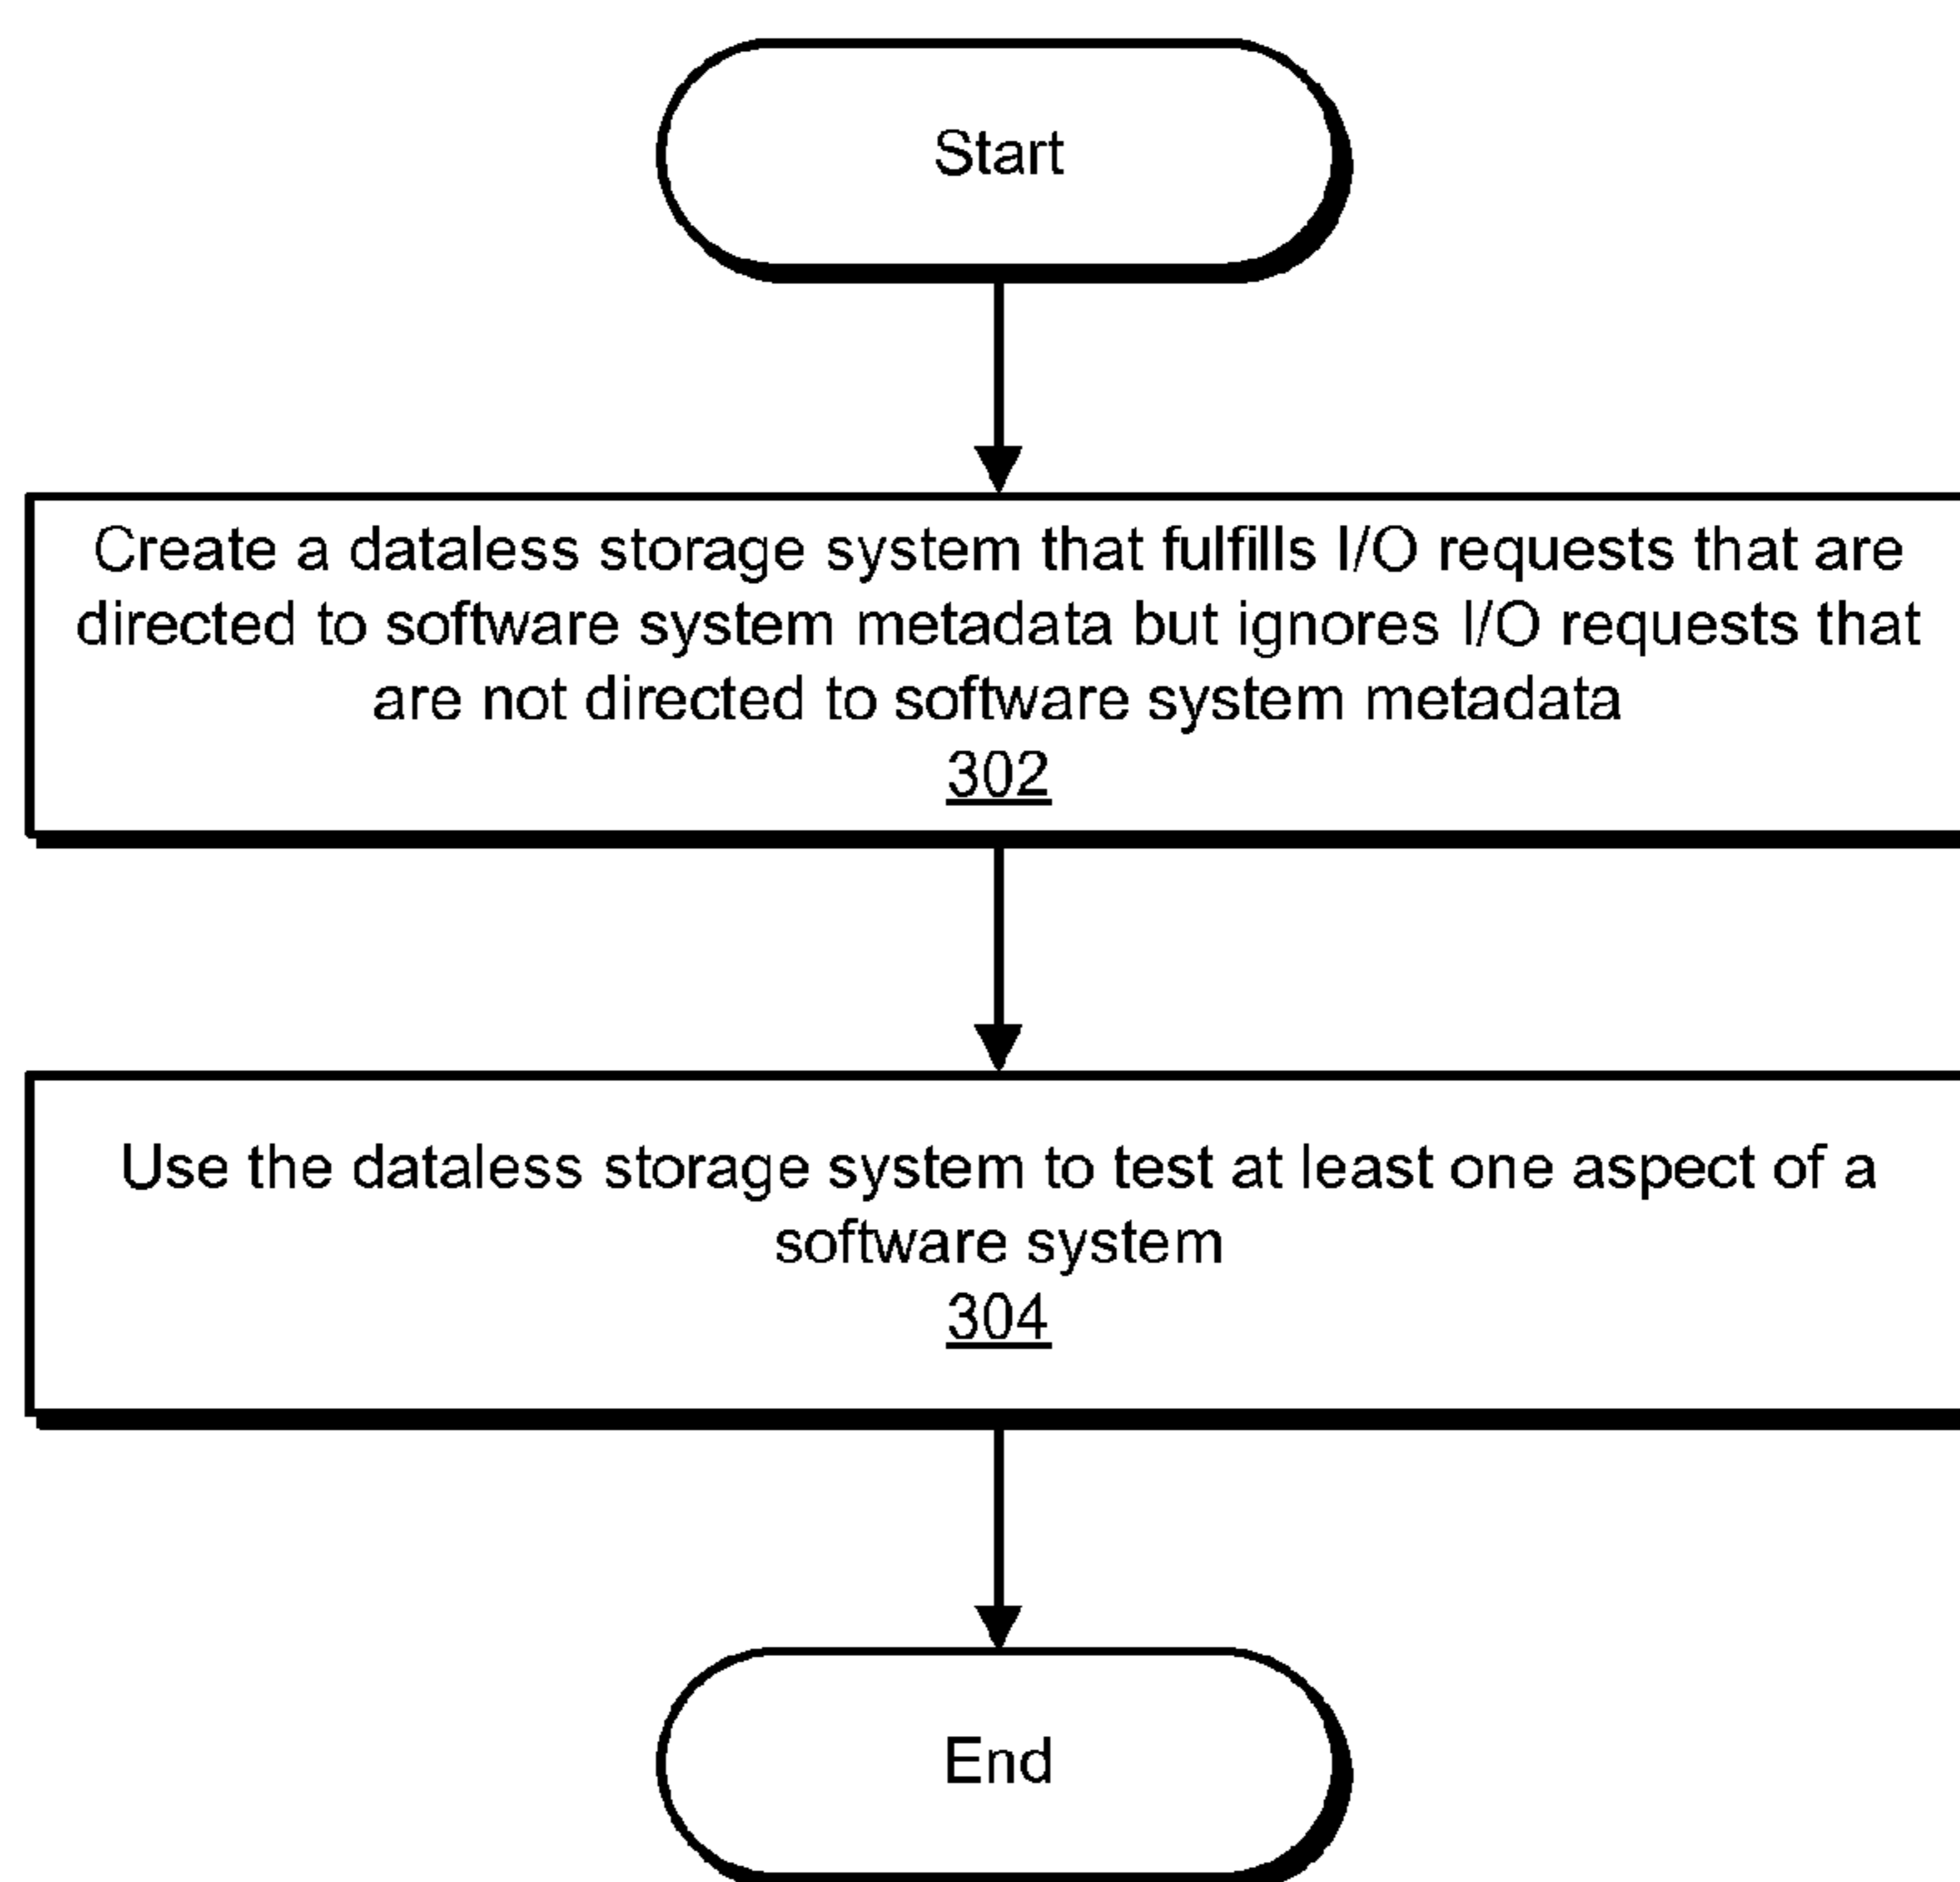 Start
Create a dataless storage system that fulfills I/O requests that are
directed to software system metadata but ignores I/O requests that
are not directed to software system metadata
302
Use the dataless storage system to test at least one aspect of a
software system
304
End